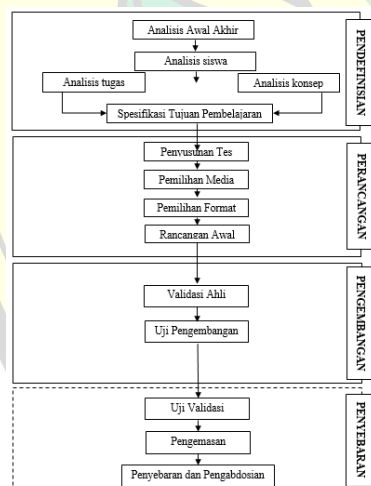 Analisis Awal Akhir
Analisis siswa
Analisis tugas
Analisis konsep
Spesifikasi Tujuan Pembelajaran
PENDEFINISIAN
Penyusunan Tes
Pemilihan Media
Pemilihan Format
Rancangan Awal
PERANCANGAN
Validasi Ahli
Uji Pengembangan
PENGEMBANGAN
Uji Validasi
Pengemasan
Penyebaran dan Pengabdosian
PENYEBARAN